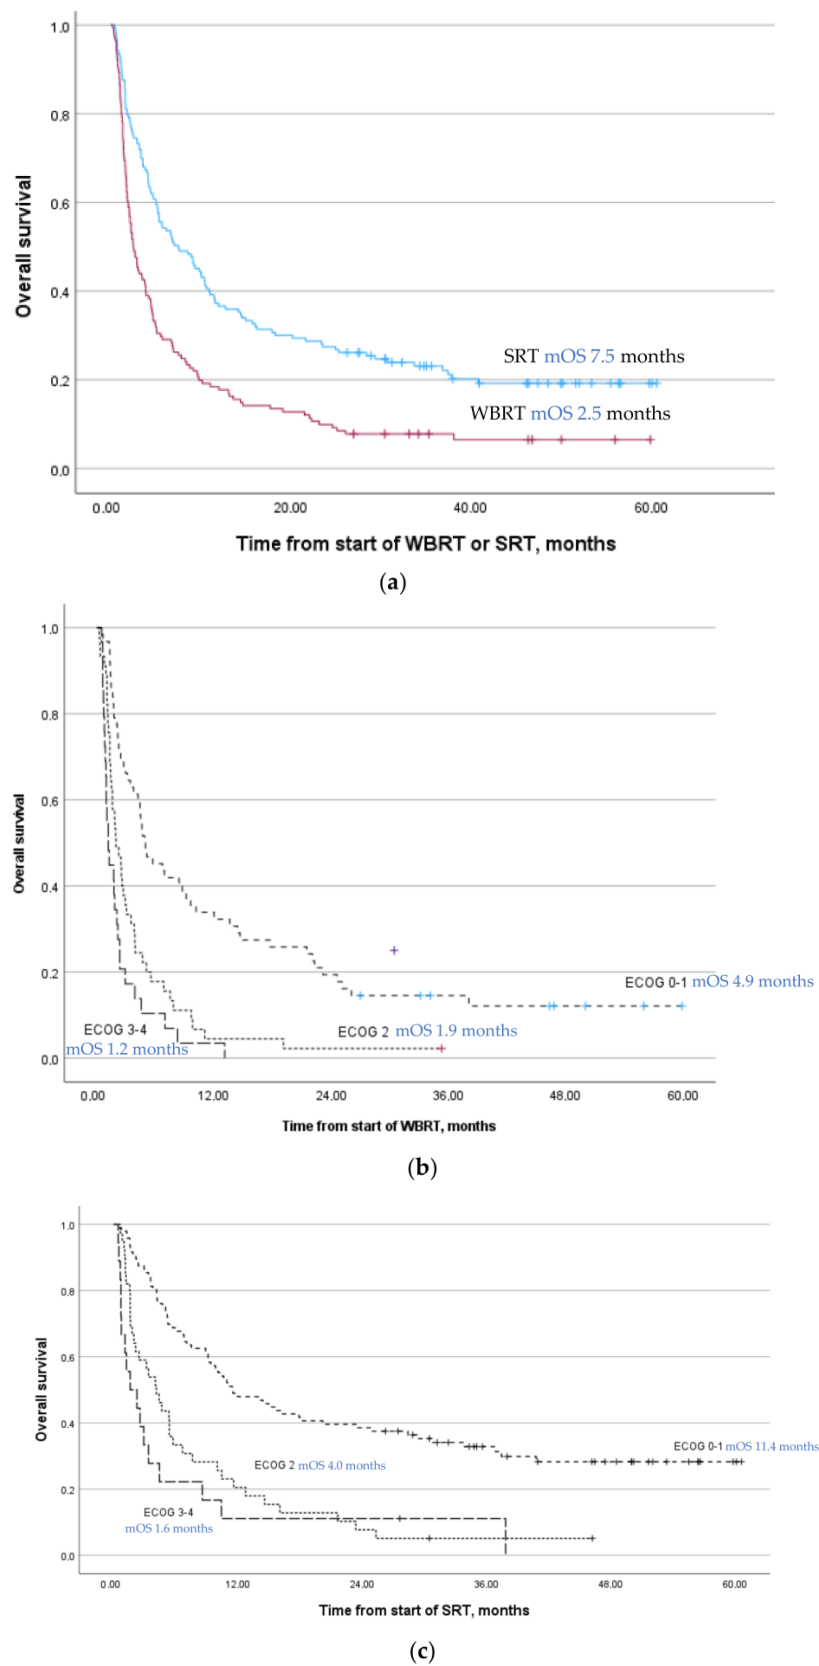 1.0
0.8
0.6
0.4
0.2
0.0
Overall survival
SRT mOS 7.5 months
WBRT mOS 2.5 months
0.00 20.00 40.00 60.00
Time from start of WBRT or SRT, months
(a)
1.0
0.8
0.6
0.4
0.2
0.0
Overall survival
ECOG 0-1 mOS 4.9 months
ECOG 2 mOS 1.9 months
ECOG 3-4
mOS 1.2 months
0.00 12.00 24.00 36.00 48.00 60.00
Time from start of WBRT, months
(b)
1.0
0.8
0.6
0.4
0.2
0.0
Overall survival
ECOG 0-1 mOS 11.4 months
ECOG 2 mOS 4.0 months
ECOG 3-4
mOS 1.6 months
0.00 12.00 24.00 36.00 48.00 60.00
Time from start of SRT, months
(c)